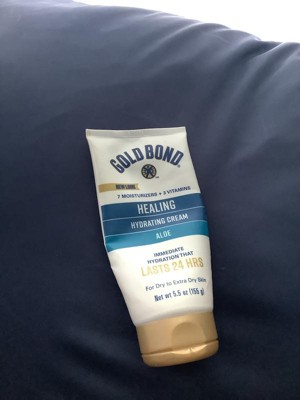 GOLD BOND
NEW LOOK
7 MOISTURIZERS + 3 VITAMINS
HEALING
HYDRATING CREAM
ALOE
IMMEDIATE
HYDRATION THAT
LASTS 24 HRS
For Dry to Extra Dry Skin
Net wt 5.5 oz (156 g)